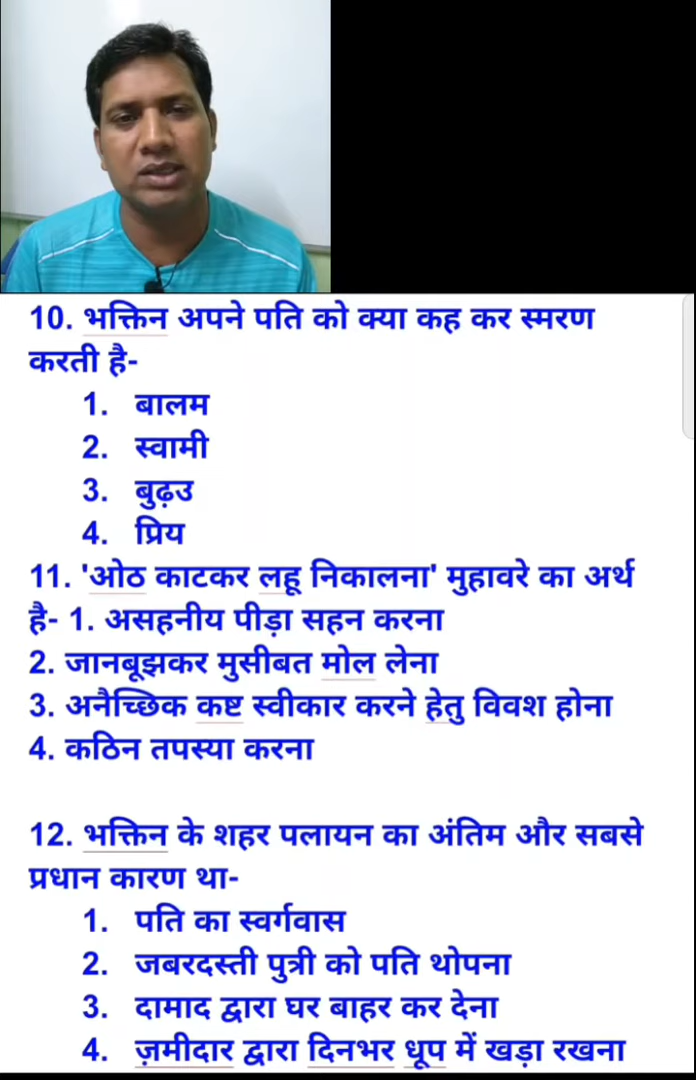 10. भक्तिन अपने पति को क्या कह कर स्मरण
करती है-
1. बालम
2. स्वामी
3. बुढ़उ
4. प्रिय
11. 'ओठ काटकर लहू निकालना' मुहावरे का अर्थ
है- 1. असहनीय पीड़ा सहन करना
2. जानबूझकर मुसीबत मोल लेना
3. अनैच्छिक कष्ट स्वीकार करने हेतु विवश होना
4. कठिन तपस्या करना
12. भक्तिन के शहर पलायन का अंतिम और सबसे
प्रधान कारण था-
1. पति का स्वर्गवास
2. जबरदस्ती पुत्री को पति थोपना
3. दामाद द्वारा घर बाहर कर देना
4. ज़मीदार द्वारा दिनभर धूप में खड़ा रखना